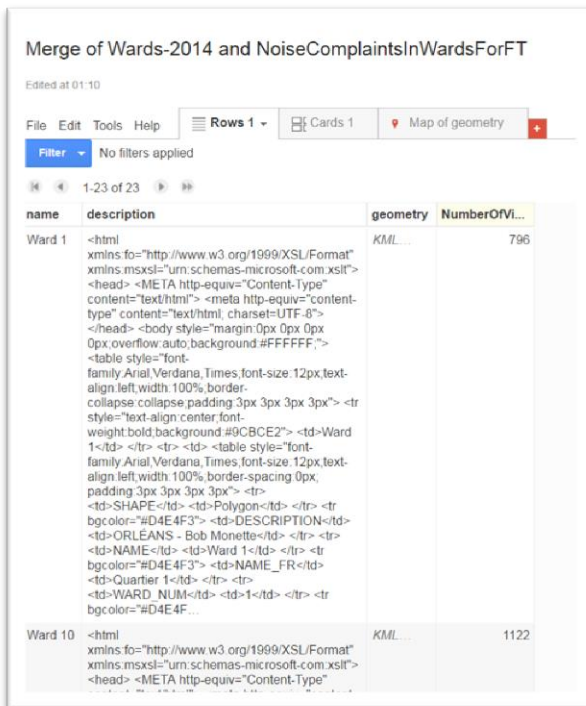 Merge of Wards-2014 and NoiseComplaintsInWardsForFT
Edited at 01:10
File Edit Tools Help Rows 1 Cards 1 Map of geometry +
Filter No filters applied
1-23 of 23
name description geometry NumberOfVi...
Ward 1 <html KML... 796
xmlns:fo="http://www.w3.org/1999/XSL/Format"
xmlns:msxsl="urn:schemas-microsoft-com:xslt">
<head> <META http-equiv="Content-Type"
content="text/html"> <meta http-equiv="content-
type" content="text/html; charset=UTF-8">
</head> <body style="margin:0px 0px 0px
0px;overflow:auto;background:#FFFFFF;">
<table style="font-
family:Arial,Verdana,Times;font-size:12px;text-
align:left;width:100%;border-
collapse:collapse;padding:3px 3px 3px 3px"> <tr
style="text-align:center;font-
weight:bold;background:#9CBCE2"> <td>Ward
1</td> </tr> <tr> <td> <table style="font-
family:Arial,Verdana,Times;font-size:12px;text-
align:left;width:100%;border-spacing:0px;
padding:3px 3px 3px 3px"> <tr>
<td>SHAPE</td> <td>Polygon</td> </tr> <tr
bgcolor="#D4E4F3"> <td>DESCRIPTION</td>
<td>ORLÉANS - Bob Monette</td> </tr> <tr>
<td>NAME</td> <td>Ward 1</td> </tr> <tr
bgcolor="#D4E4F3"> <td>NAME_FR</td>
<td>Quartier 1</td> </tr> <tr>
<td>WARD_NUM</td> <td>1</td> </tr> <tr
bgcolor="#D4E4F...
Ward 10 <html KML... 1122
xmlns:fo="http://www.w3.org/1999/XSL/Format"
xmlns:msxsl="urn:schemas-microsoft-com:xslt">
<head> <META http-equiv="Content-Type"